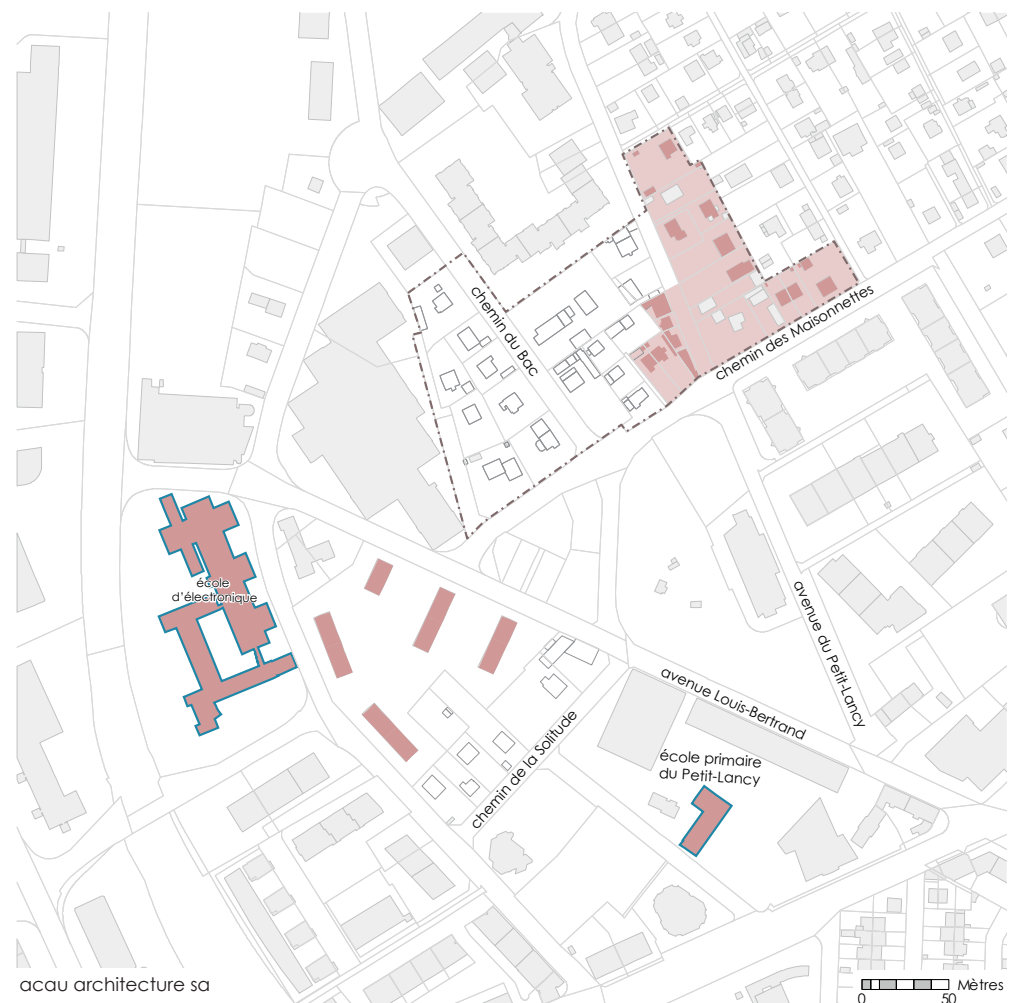 chemin du Bac
chemin des Maisonnettes
école
d'électronique
avenue du Petit-Lancy
avenue Louis-Bertrand
chemin de la Solitude
école primaire
du Petit-Lancy
acau architecture sa
Mètres
0 50